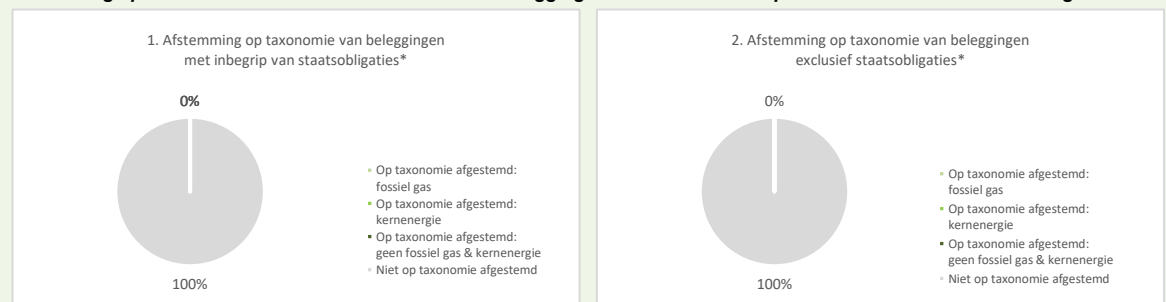 1. Afstemming op taxonomie van beleggingen
met inbegrip van staatsobligaties*
0%
Op taxonomie afgestemd:
fossiel gas
Op taxonomie afgestemd:
kernenergie
Op taxonomie afgestemd:
geen fossiel gas & kernenergie
Niet op taxonomie afgestemd
100%
2. Afstemming op taxonomie van beleggingen
exclusief staatsobligaties*
0%
Op taxonomie afgestemd:
fossiel gas
Op taxonomie afgestemd:
kernenergie
Op taxonomie afgestemd:
geen fossiel gas & kernenergie
Niet op taxonomie afgestemd
100%